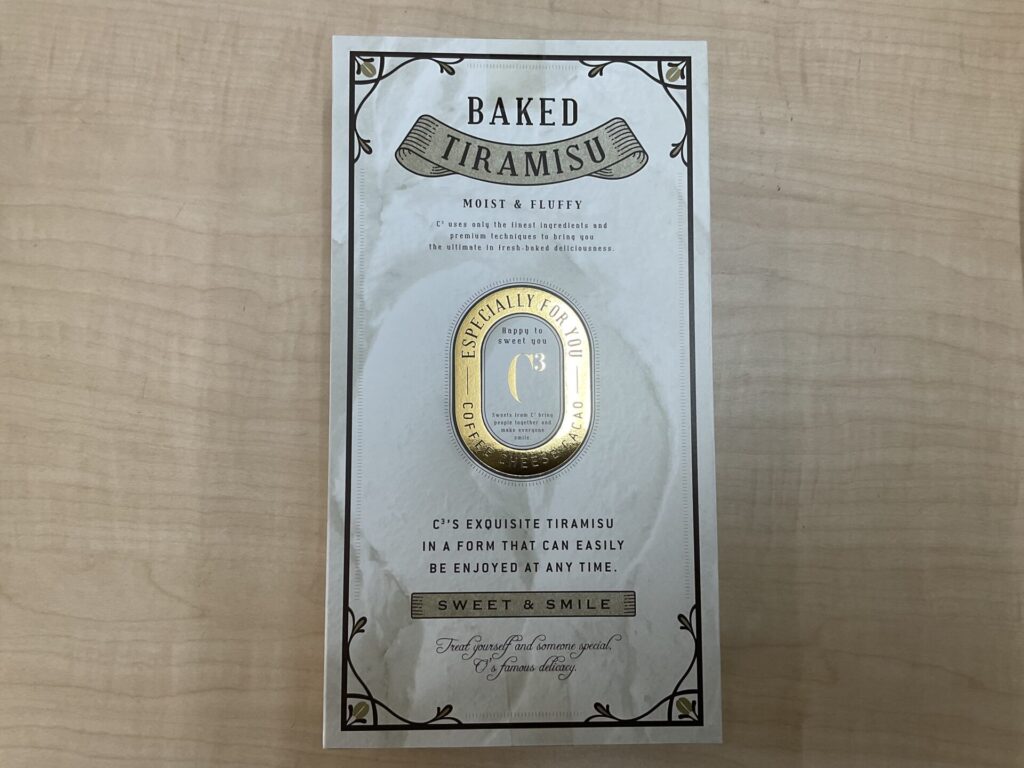 BAKED
TIRAMISU
MOIST & FLUFFY
C³ uses only the finest ingredients and
premium techniques to bring you
the ultimate in fresh-baked deliciousness.
ESPECIALLY FOR YOU
Happy to
sweet you
C³
Sweets from C³ bring
people together and
make everyone
smile.
COFFEE CHEESE CACAO
C³'S EXQUISITE TIRAMISU
IN A FORM THAT CAN EASILY
BE ENJOYED AT ANY TIME.
SWEET & SMILE
Treat yourself and someone special,
C³'s famous delicacy.